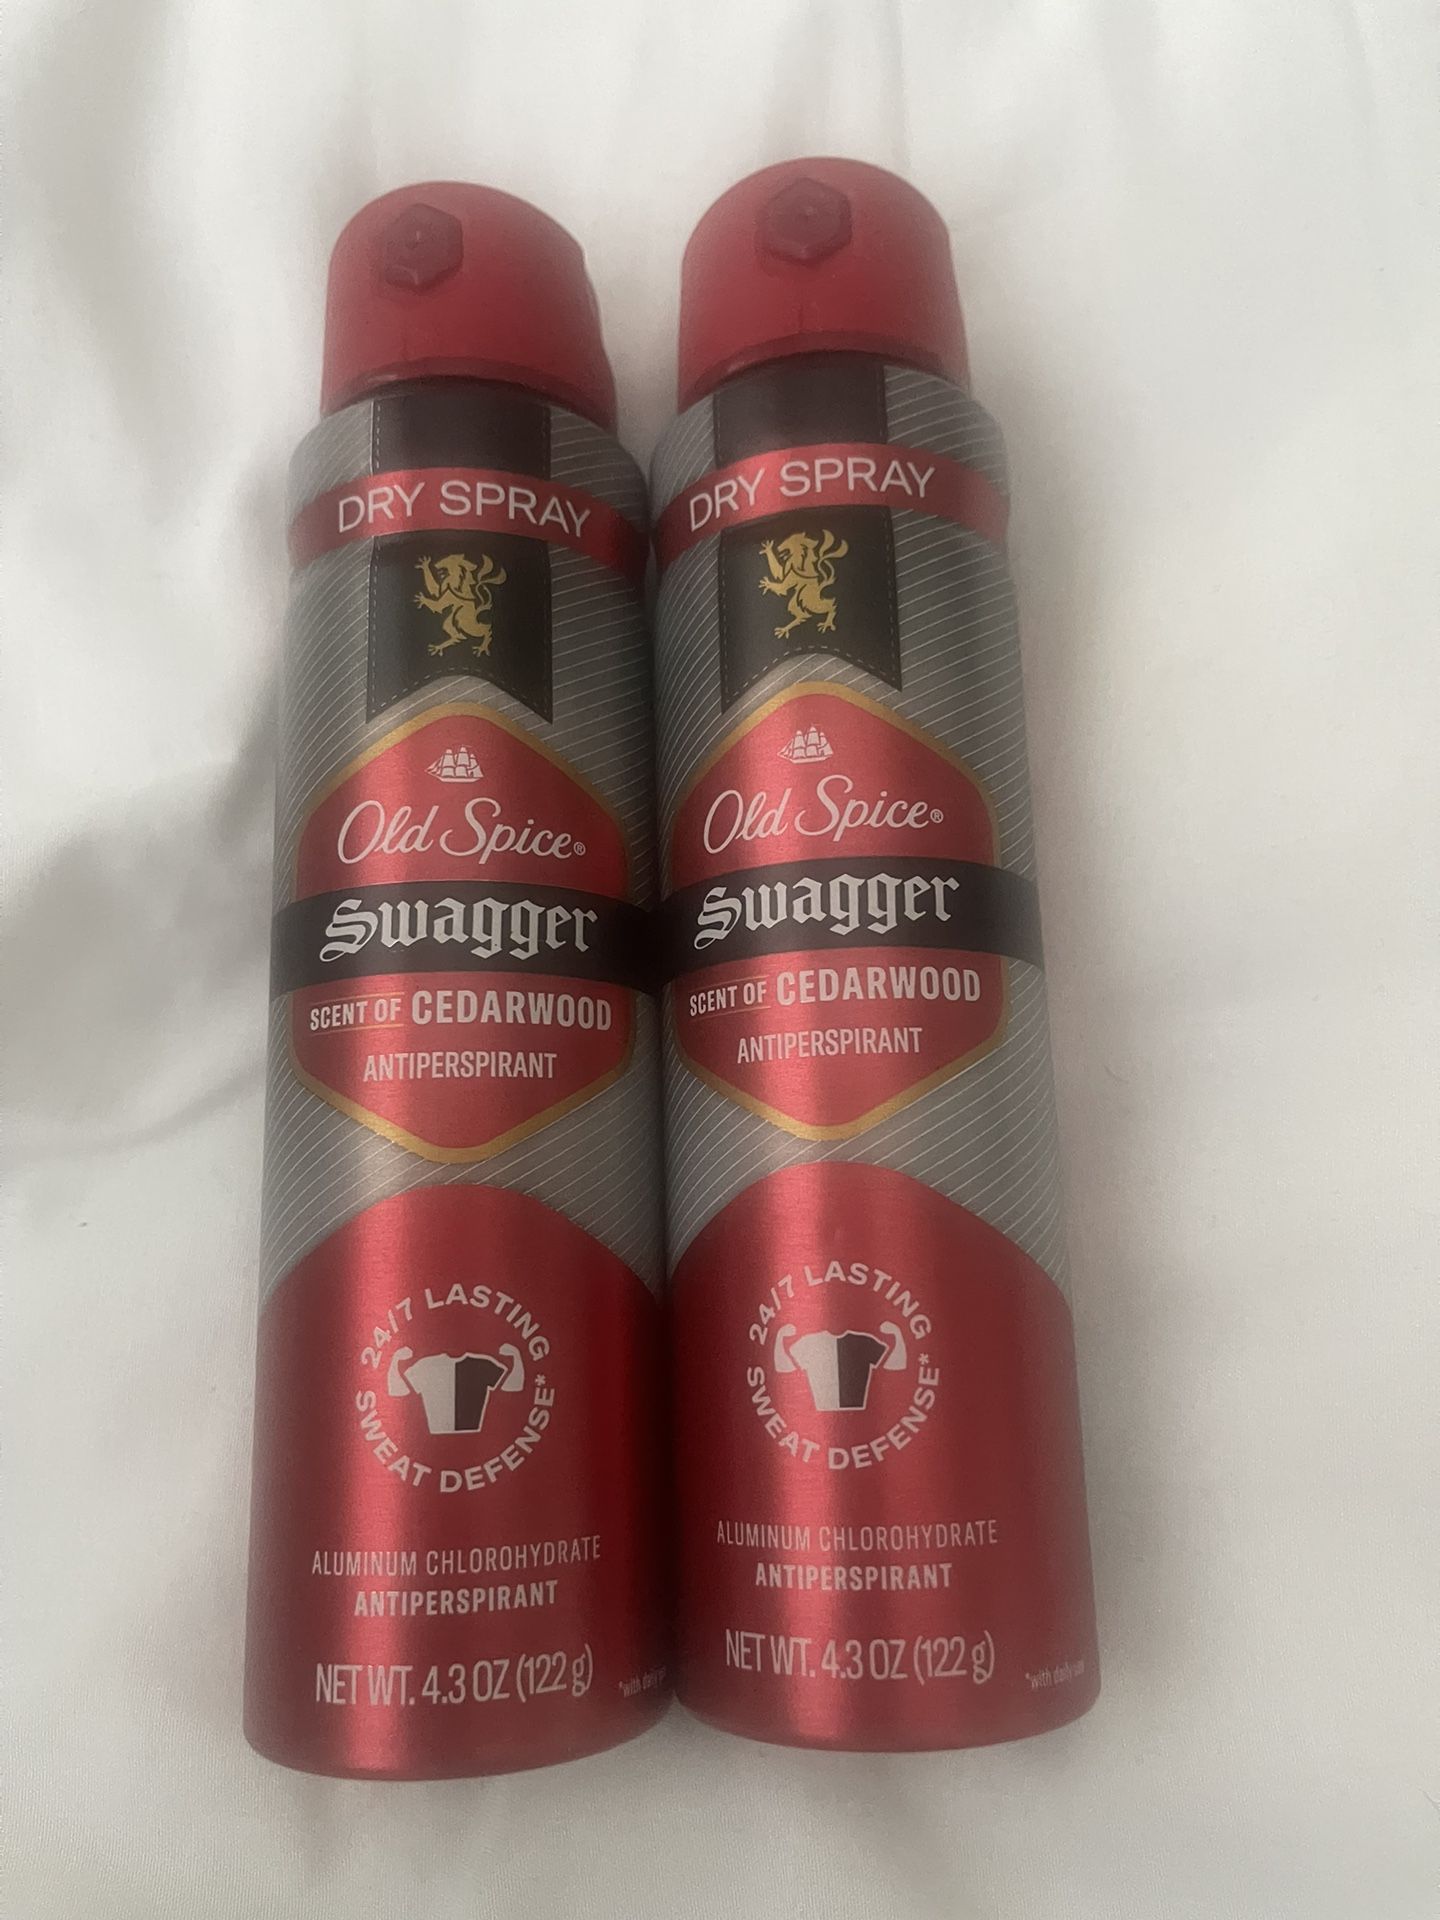 DRY SPRAY
Old Spice®
Swagger
SCENT OF CEDARWOOD
ANTIPERSPIRANT
24/7 LASTING
SWEAT DEFENSE*
ALUMINUM CHLOROHYDRATE
ANTIPERSPIRANT
NET WT. 4.3 OZ (122 g)
*with daily
DRY SPRAY
Old Spice®
Swagger
SCENT OF CEDARWOOD
ANTIPERSPIRANT
24/7 LASTING
SWEAT DEFENSE*
ALUMINUM CHLOROHYDRATE
ANTIPERSPIRANT
NET WT. 4.3 OZ (122 g)
*with daily use